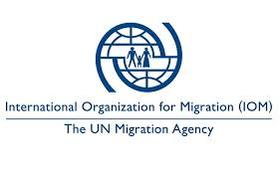 International Organization for Migration (IOM)
The UN Migration Agency